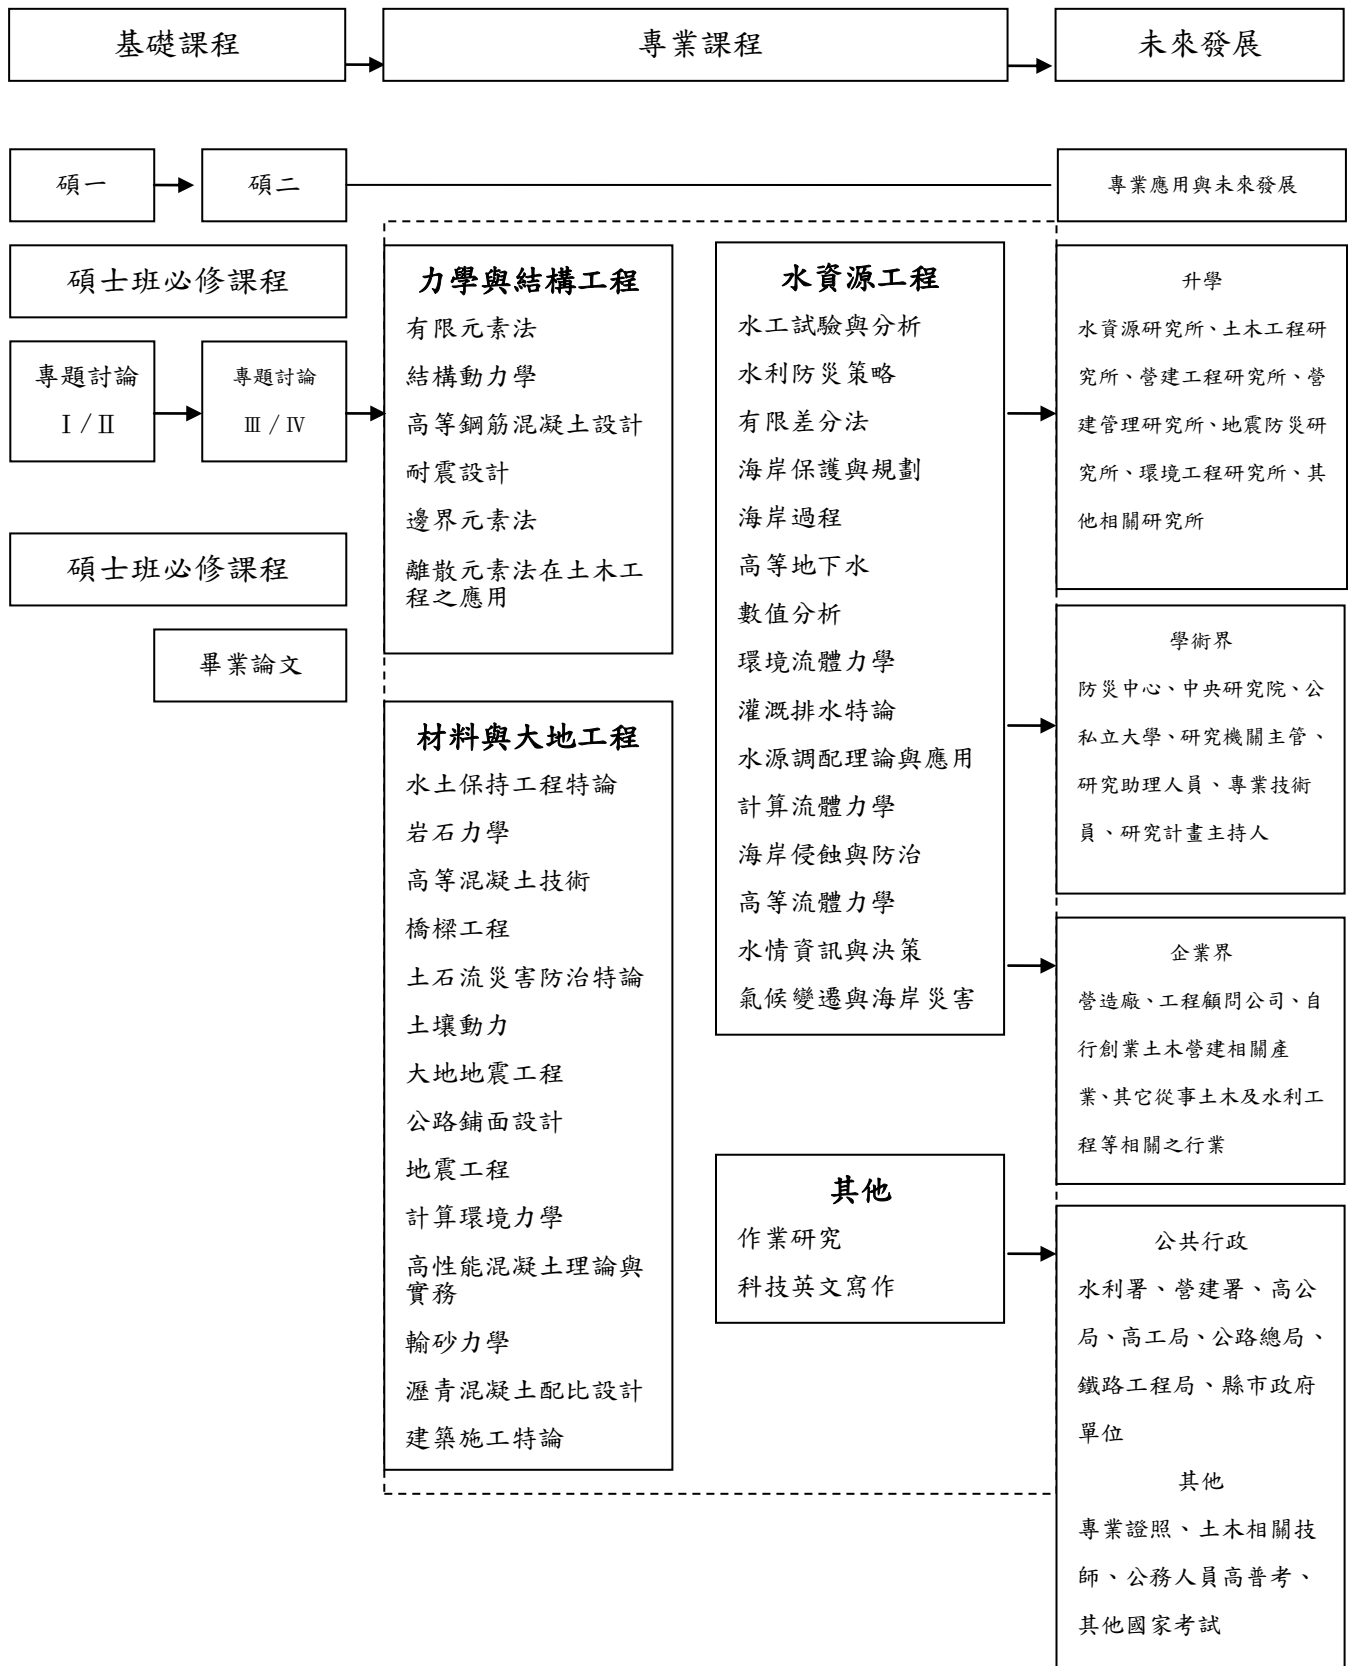 基礎課程
專業課程
未來發展
碩一
碩二
專業應用與未來發展
碩士班必修課程
專題討論
Ⅰ/Ⅱ
專題討論
Ⅲ/Ⅳ
碩士班必修課程
畢業論文
力學與結構工程
有限元素法
結構動力學
高等鋼筋混凝土設計
耐震設計
邊界元素法
離散元素法在土木工
程之應用
材料與大地工程
水土保持工程特論
岩石力學
高等混凝土技術
橋樑工程
土石流災害防治特論
土壤動力
大地地震工程
公路鋪面設計
地震工程
計算環境力學
高性能混凝土理論與
實務
輸砂力學
瀝青混凝土配比設計
建築施工特論
水資源工程
水工試驗與分析
水利防災策略
有限差分法
海岸保護與規劃
海岸過程
高等地下水
數值分析
環境流體力學
灌溉排水特論
水源調配理論與應用
計算流體力學
海岸侵蝕與防治
高等流體力學
水情資訊與決策
氣候變遷與海岸災害
其他
作業研究
科技英文寫作
升學
水資源研究所、土木工程研
究所、營建工程研究所、營
建管理研究所、地震防災研
究所、環境工程研究所、其
他相關研究所
學術界
防災中心、中央研究院、公
私立大學、研究機關主管、
研究助理人員、專業技術
員、研究計畫主持人
企業界
營造廠、工程顧問公司、自
行創業土木營建相關產
業、其它從事土木及水利工
程等相關之行業
公共行政
水利署、營建署、高公
局、高工局、公路總局、
鐵路工程局、縣市政府
單位
其他
專業證照、土木相關技
師、公務人員高普考、
其他國家考試